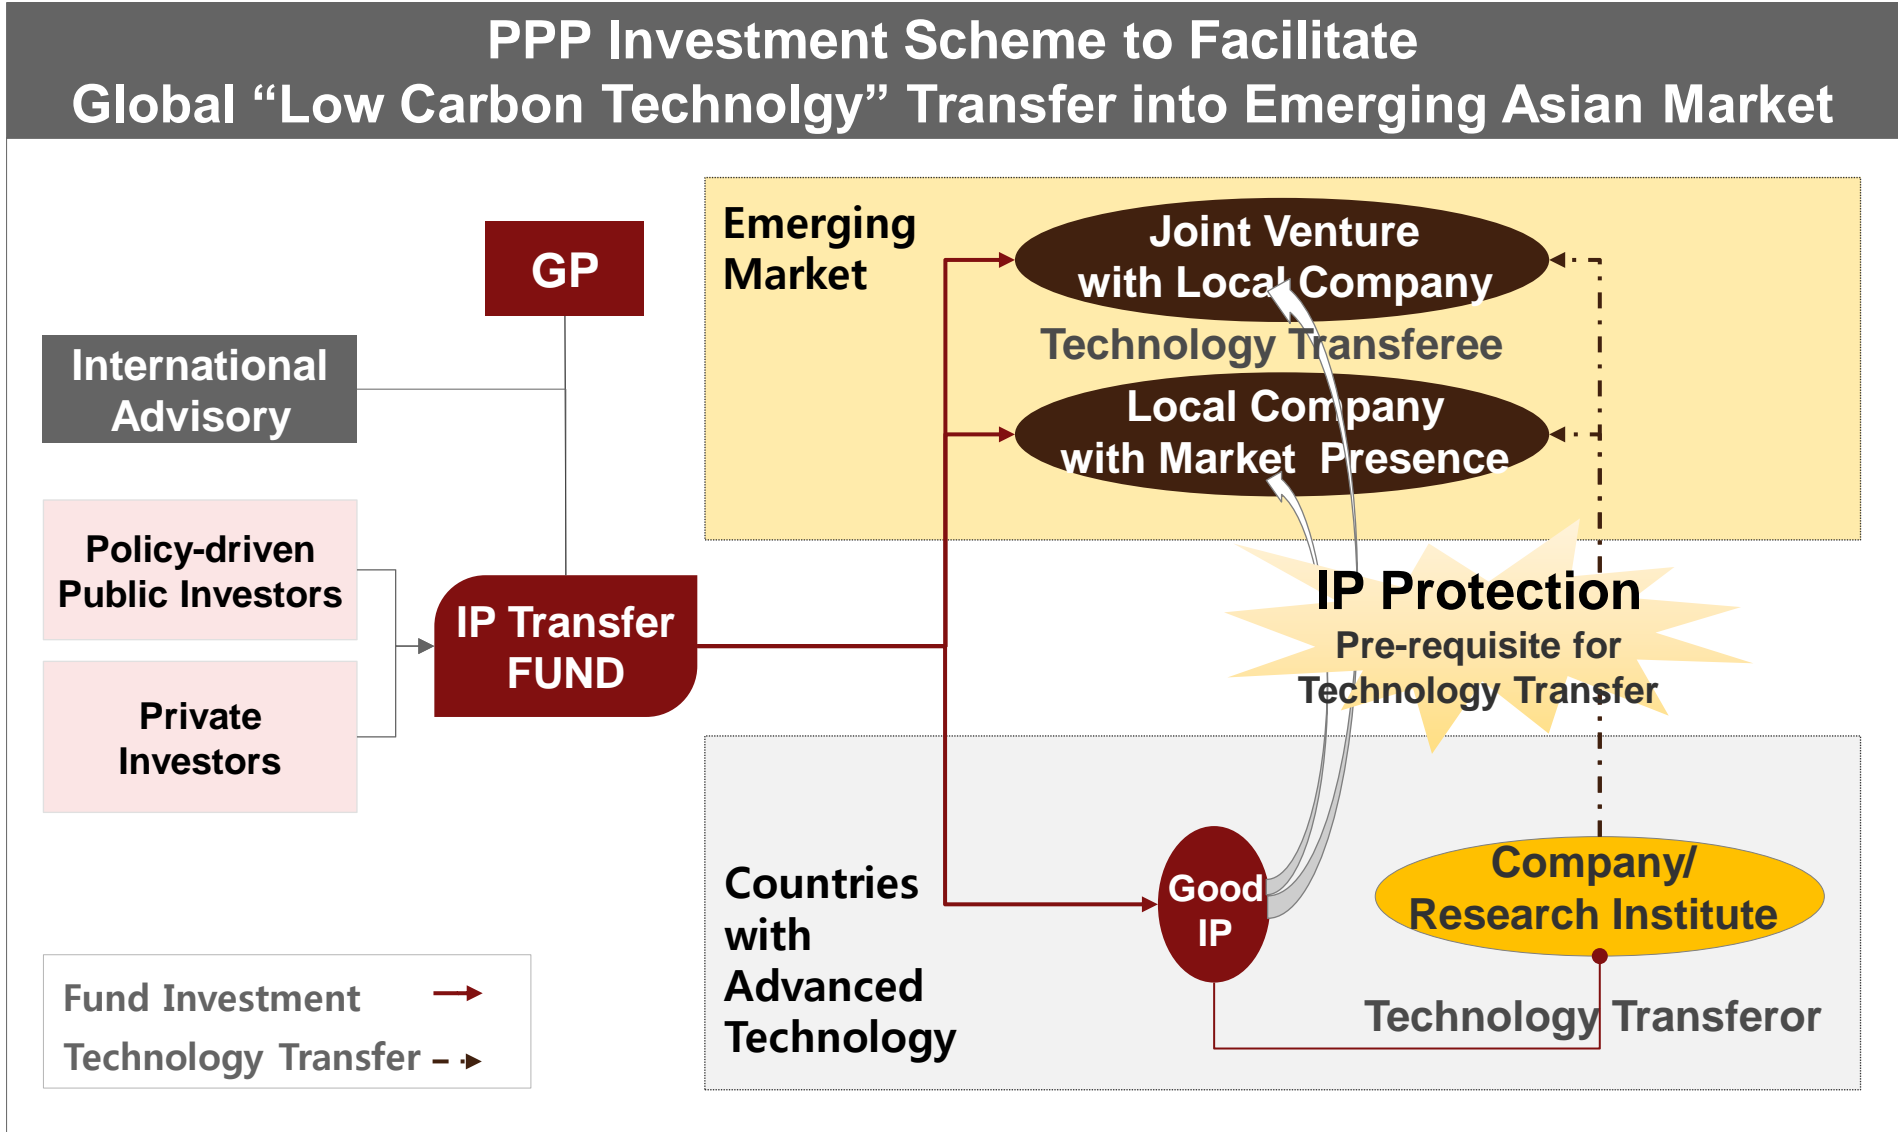 PPP Investment Scheme to Facilitate
Global “Low Carbon Technolgy” Transfer into Emerging Asian Market
GP
International
Advisory
Policy-driven
Public Investors
Private
Investors
IP Transfer
FUND
Emerging
Market
Joint Venture
with Local Company
Technology Transferee
Local Company
with Market Presence
IP Protection
Pre-requisite for
Technology Transfer
Countries
with
Advanced
Technology
Good
IP
Company/
Research Institute
Technology Transferor
Fund Investment
Technology Transfer